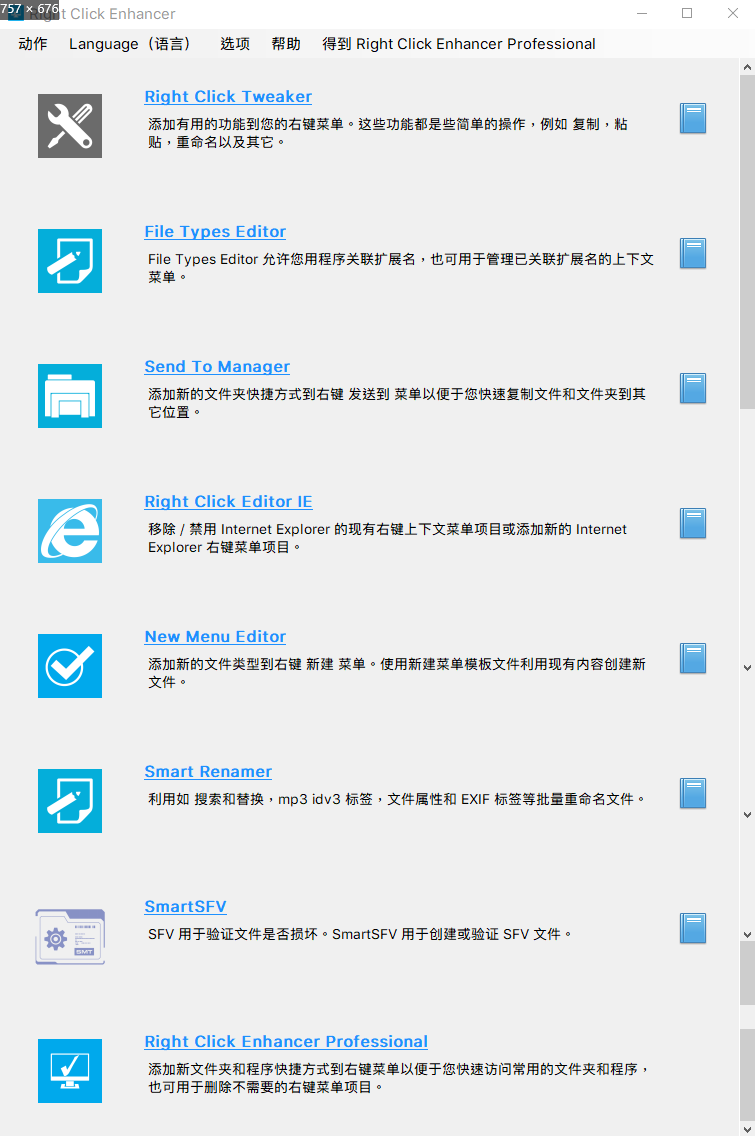 757 × 676
Right Click Enhancer
动作 Language（语言） 选项 帮助 得到 Right Click Enhancer Professional
Right Click Tweaker
添加有用的功能到您的右键菜单。这些功能都是些简单的操作，例如 复制，粘
贴，重命名以及其它。
File Types Editor
File Types Editor 允许您用程序关联扩展名，也可用于管理已关联扩展名的上下文
菜单。
Send To Manager
添加新的文件夹快捷方式到右键 发送到 菜单以便于您快速复制文件和文件夹到其
它位置。
Right Click Editor IE
移除 / 禁用 Internet Explorer 的现有右键上下文菜单项目或添加新的 Internet
Explorer 右键菜单项目。
New Menu Editor
添加新的文件类型到右键 新建 菜单。使用新建菜单模板文件利用现有内容创建新
文件。
Smart Renamer
利用如 搜索和替换，mp3 idv3 标签，文件属性和 EXIF 标签等批量重命名文件。
SmartSFV
SFV 用于验证文件是否损坏。SmartSFV 用于创建或验证 SFV 文件。
Right Click Enhancer Professional
添加新文件夹和程序快捷方式到右键菜单以便于您快速访问常用的文件夹和程序，
也可用于删除不需要的右键菜单项目。